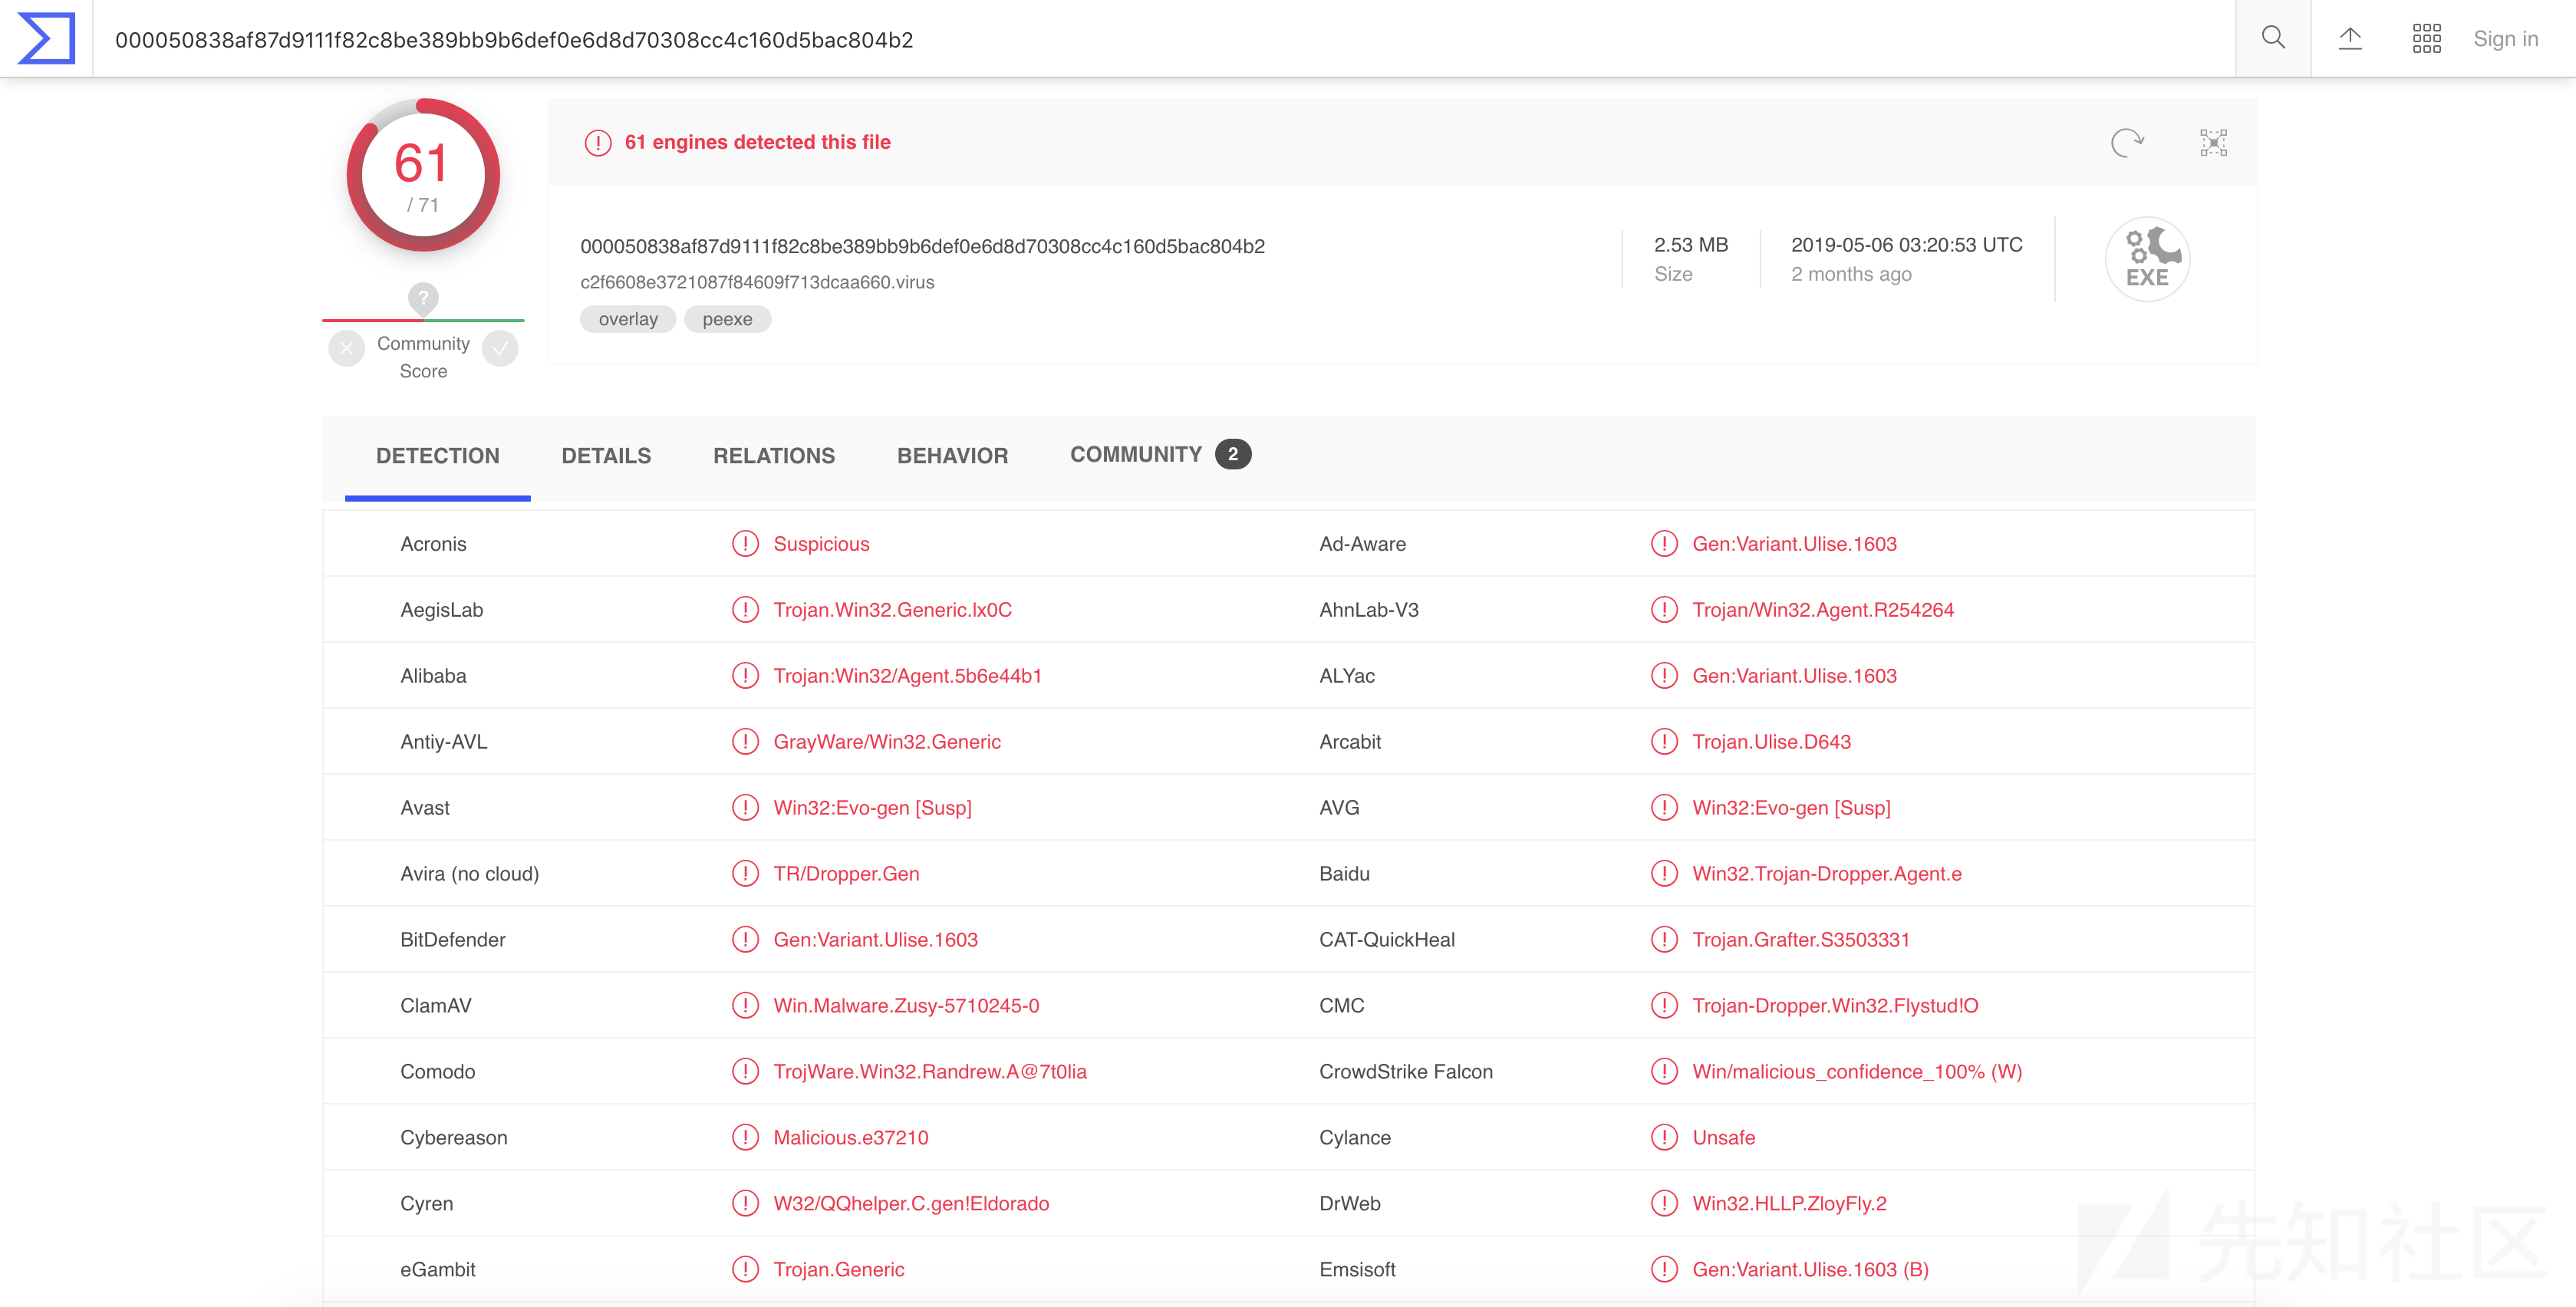 000050838af87d9111f82c8be389bb9b6def0e6d8d70308cc4c160d5bac804b2
Sign in
61
/ 71
61 engines detected this file
000050838af87d9111f82c8be389bb9b6def0e6d8d70308cc4c160d5bac804b2
c2f6608e3721087f84609f713dcaa660.virus
overlay peexe
2.53 MB
Size
2019-05-06 03:20:53 UTC
2 months ago
EXE
?
Community
Score
DETECTION DETAILS RELATIONS BEHAVIOR COMMUNITY 2
Acronis Suspicious Ad-Aware Gen:Variant.Ulise.1603
AegisLab Trojan.Win32.Generic.lx0C AhnLab-V3 Trojan/Win32.Agent.R254264
Alibaba Trojan:Win32/Agent.5b6e44b1 ALYac Gen:Variant.Ulise.1603
Antiy-AVL GrayWare/Win32.Generic Arcabit Trojan.Ulise.D643
Avast Win32:Evo-gen [Susp] AVG Win32:Evo-gen [Susp]
Avira (no cloud) TR/Dropper.Gen Baidu Win32.Trojan-Dropper.Agent.e
BitDefender Gen:Variant.Ulise.1603 CAT-QuickHeal Trojan.Grafter.S3503331
ClamAV Win.Malware.Zusy-5710245-0 CMC Trojan-Dropper.Win32.Flystud!O
Comodo TrojWare.Win32.Randrew.A@7t0lia CrowdStrike Falcon Win/malicious_confidence_100% (W)
Cybereason Malicious.e37210 Cylance Unsafe
Cyren W32/QQhelper.C.gen!Eldorado DrWeb Win32.HLLP.ZloyFly.2
eGambit Trojan.Generic Emsisoft Gen:Variant.Ulise.1603 (B)
先知社区